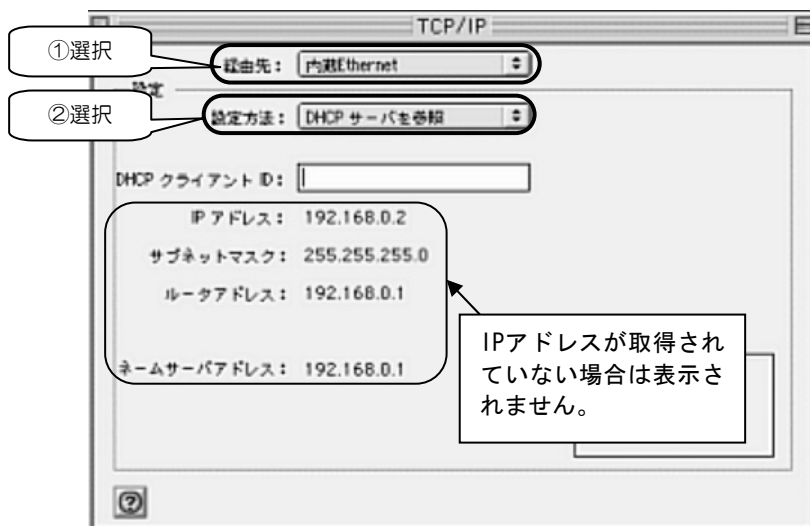 TCP/IP
①選択
経由先： 内蔵Ethernet
設定
②選択
設定方法： DHCP サーバを参照
DHCP クライアント ID：
IP アドレス： 192.168.0.2
サブネットマスク： 255.255.255.0
ルータアドレス： 192.168.0.1
IPアドレスが取得され
ていない場合は表示さ
れません。
ネームサーバアドレス： 192.168.0.1
?